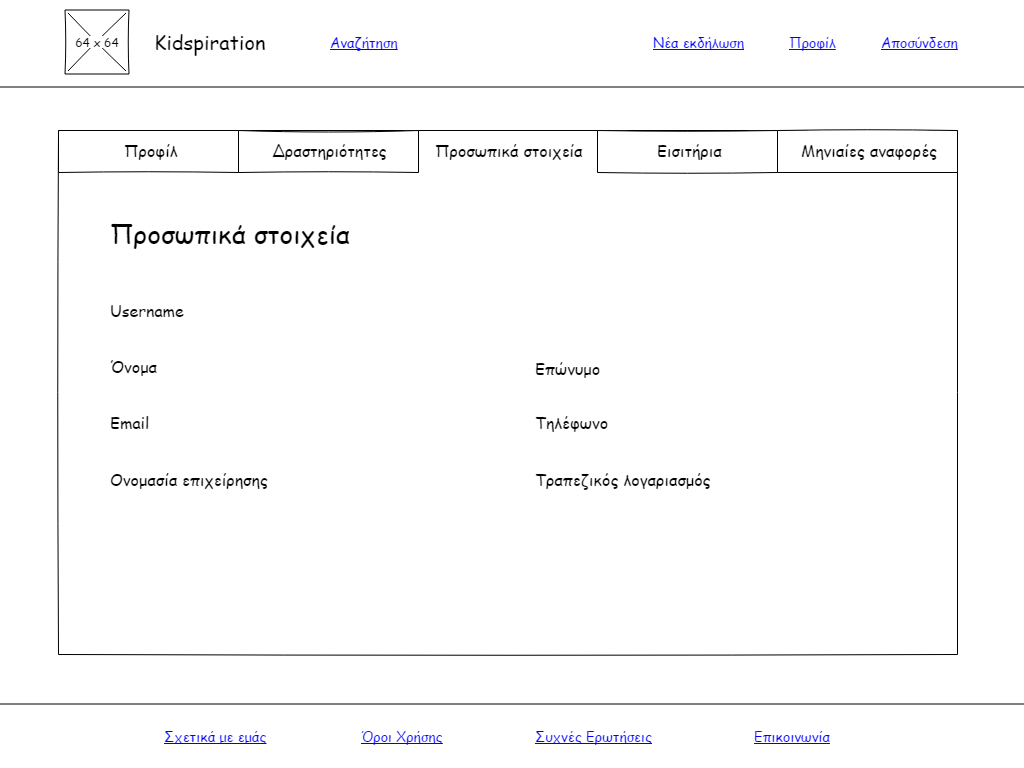 64 x 64
Kidspiration
Αναζήτηση
Νέα εκδήλωση
Προφίλ
Αποσύνδεση
Προφίλ
Δραστηριότητες
Προσωπικά στοιχεία
Εισιτήρια
Μηνιαίες αναφορές
Προσωπικά στοιχεία
Username
Όνομα
Επώνυμο
Email
Τηλέφωνο
Ονομασία επιχείρησης
Τραπεζικός λογαριασμός
Σχετικά με εμάς
Όροι Χρήσης
Συχνές Ερωτήσεις
Επικοινωνία